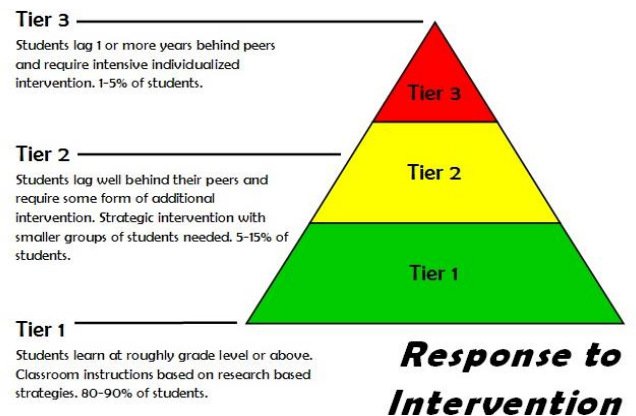 Tier 3
Students lag 1 or more years behind peers
and require intensive individualized
intervention. 1-5% of students.
Tier 3
Tier 2
Students lag well behind their peers and
require some form of additional
intervention. Strategic intervention with
smaller groups of students needed. 5-15% of
students.
Tier 2
Tier 1
Tier 1
Students learn at roughly grade level or above.
Classroom instructions based on research based
strategies. 80-90% of students.
Response to
Intervention